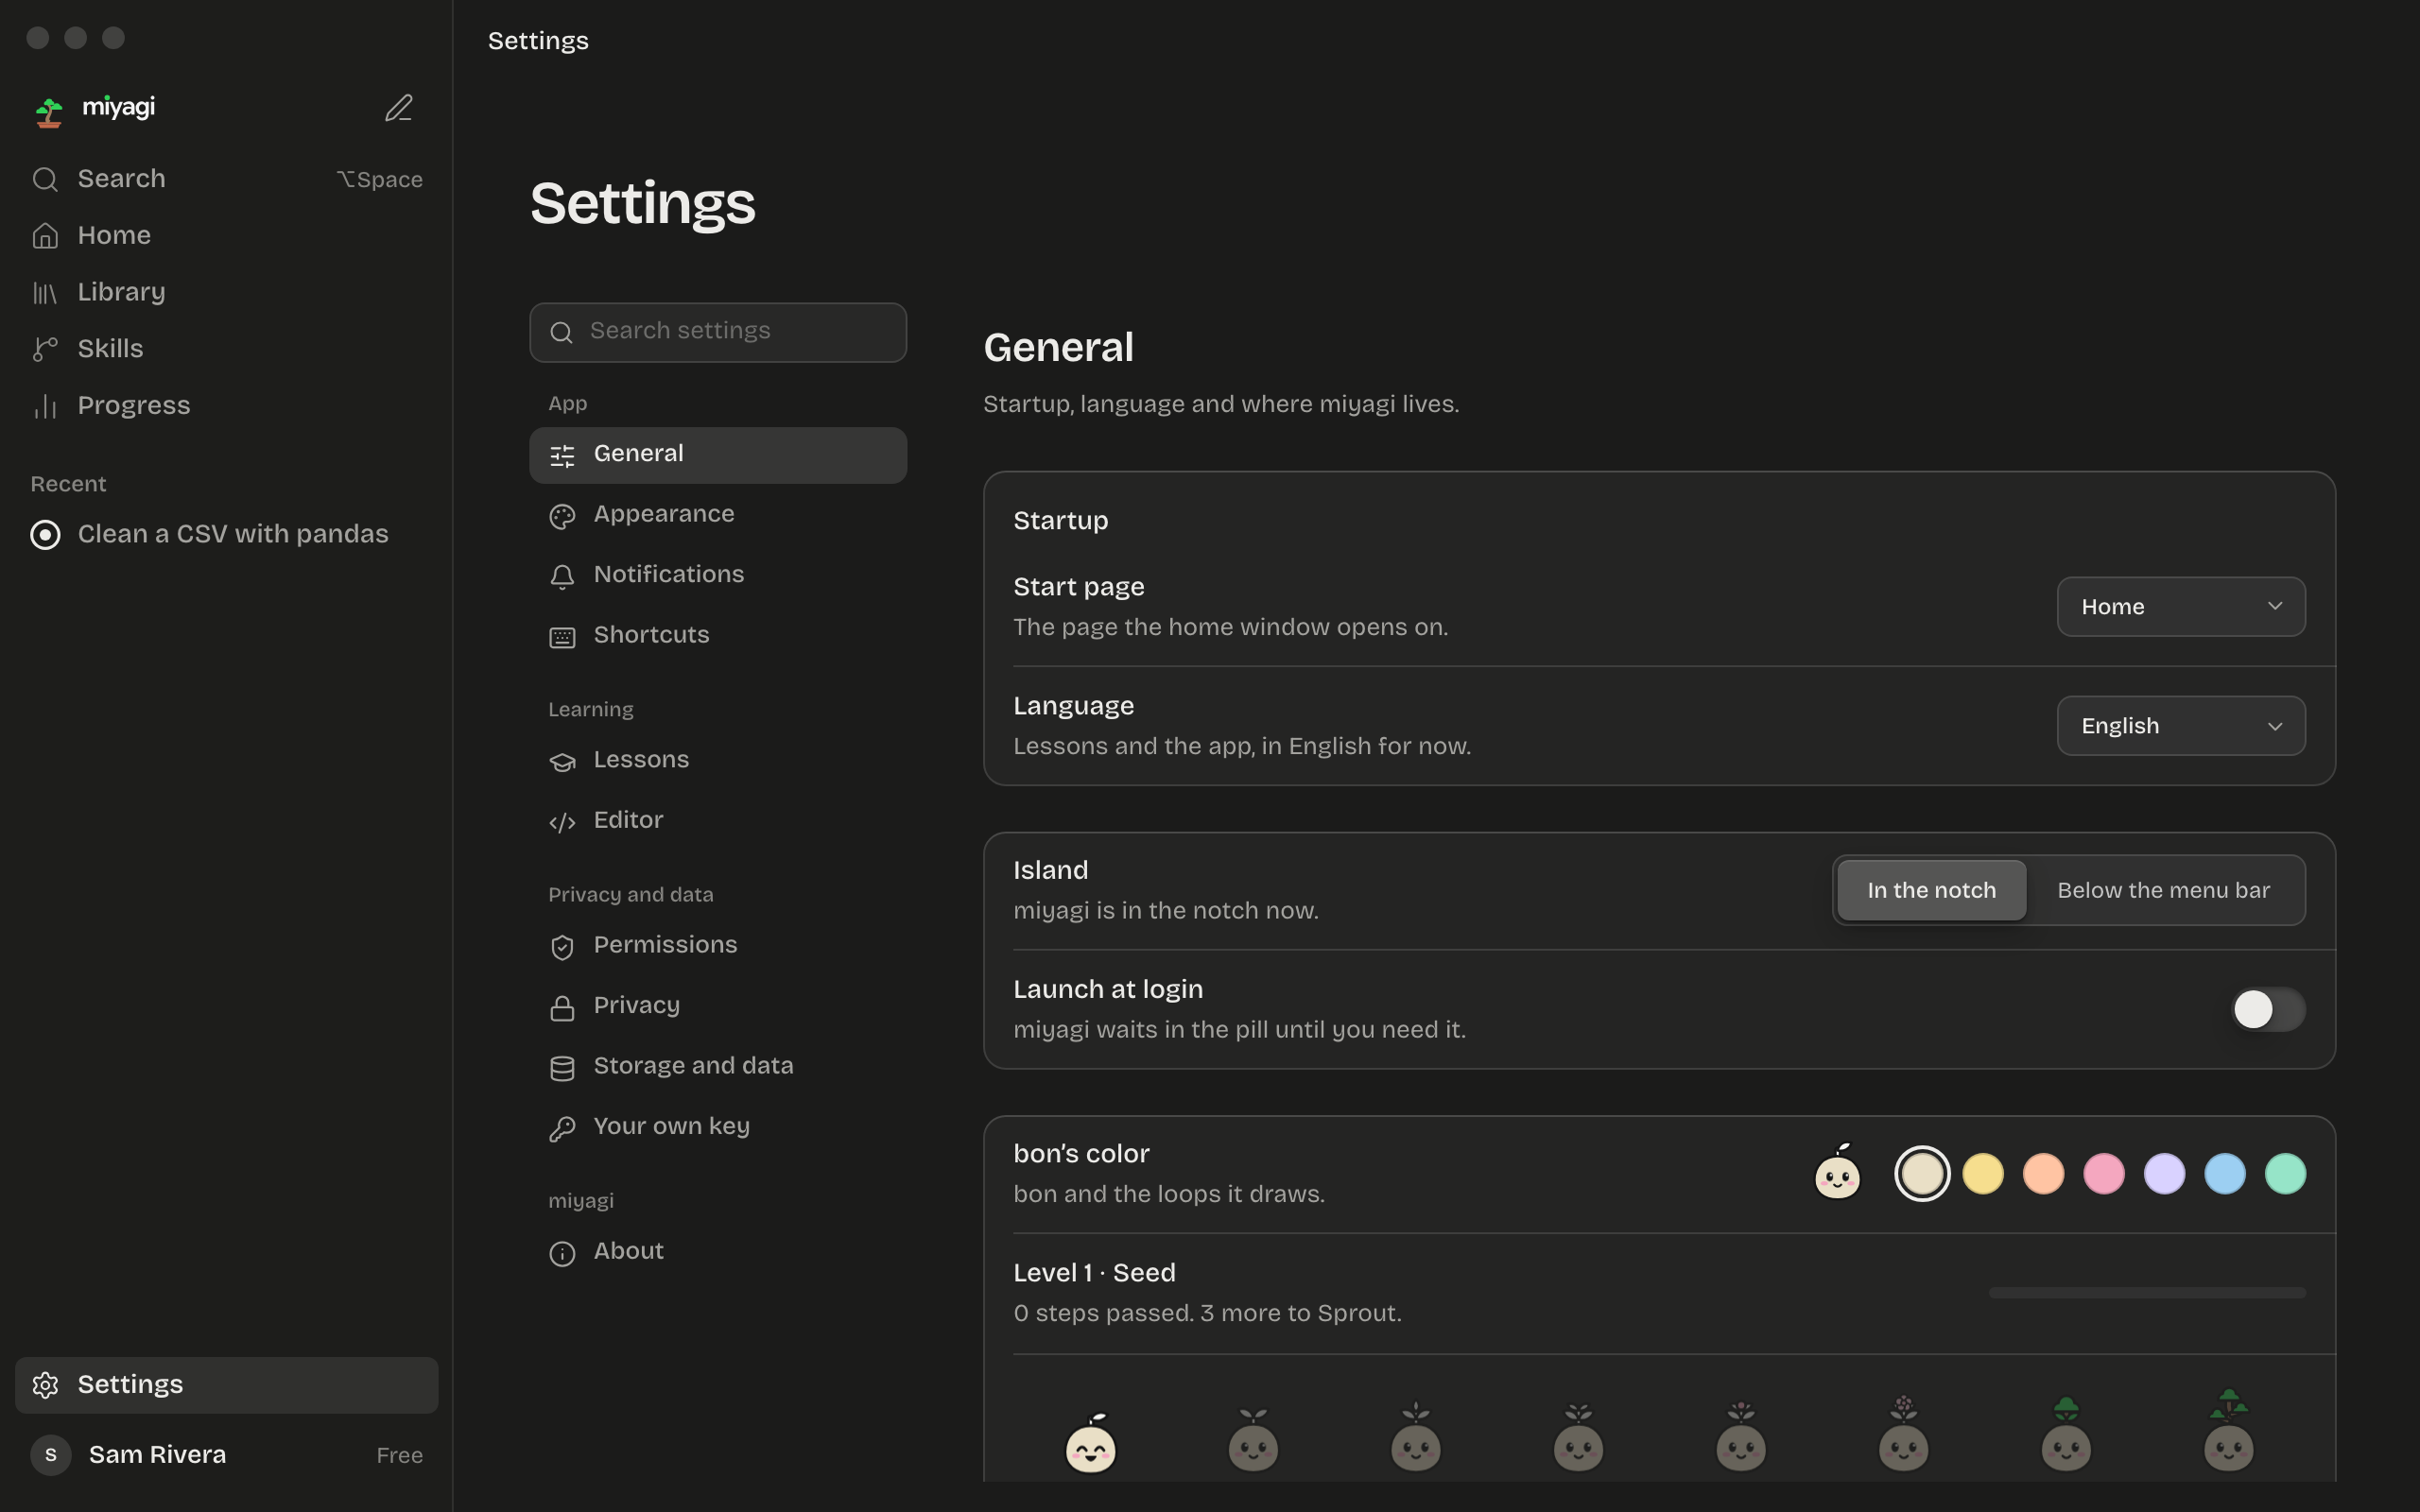 Settings
miyagi
Search
⌥Space
Home
Library
Skills
Progress
Recent
Clean a CSV with pandas
Settings
S
Sam Rivera
Free
Settings
Search settings
App
General
Appearance
Notifications
Shortcuts
Learning
Lessons
Editor
Privacy and data
Permissions
Privacy
Storage and data
Your own key
miyagi
About
General
Startup, language and where miyagi lives.
Startup
Start page
The page the home window opens on.
Home
Language
Lessons and the app, in English for now.
English
Island
miyagi is in the notch now.
In the notch
Below the menu bar
Launch at login
miyagi waits in the pill until you need it.
bon’s color
bon and the loops it draws.
Level 1 · Seed
0 steps passed. 3 more to Sprout.